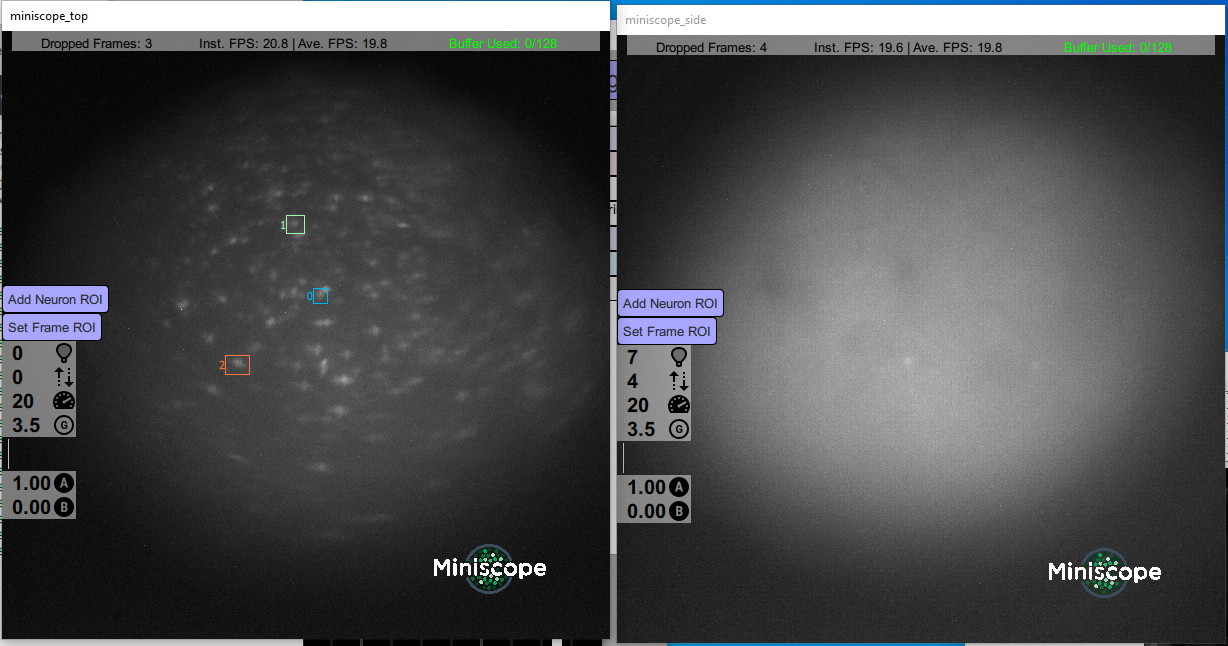 miniscope_top
Dropped Frames: 3 Inst. FPS: 20.8 | Ave. FPS: 19.8 Buffer Used: 0/128
1
0
2
Add Neuron ROI
Set Frame ROI
0
0
20
3.5 G
1.00 A
0.00 B
Miniscope
miniscope_side
Dropped Frames: 4 Inst. FPS: 19.6 | Ave. FPS: 19.8 Buffer Used: 0/128
Add Neuron ROI
Set Frame ROI
7
4
20
3.5 G
1.00 A
0.00 B
Miniscope